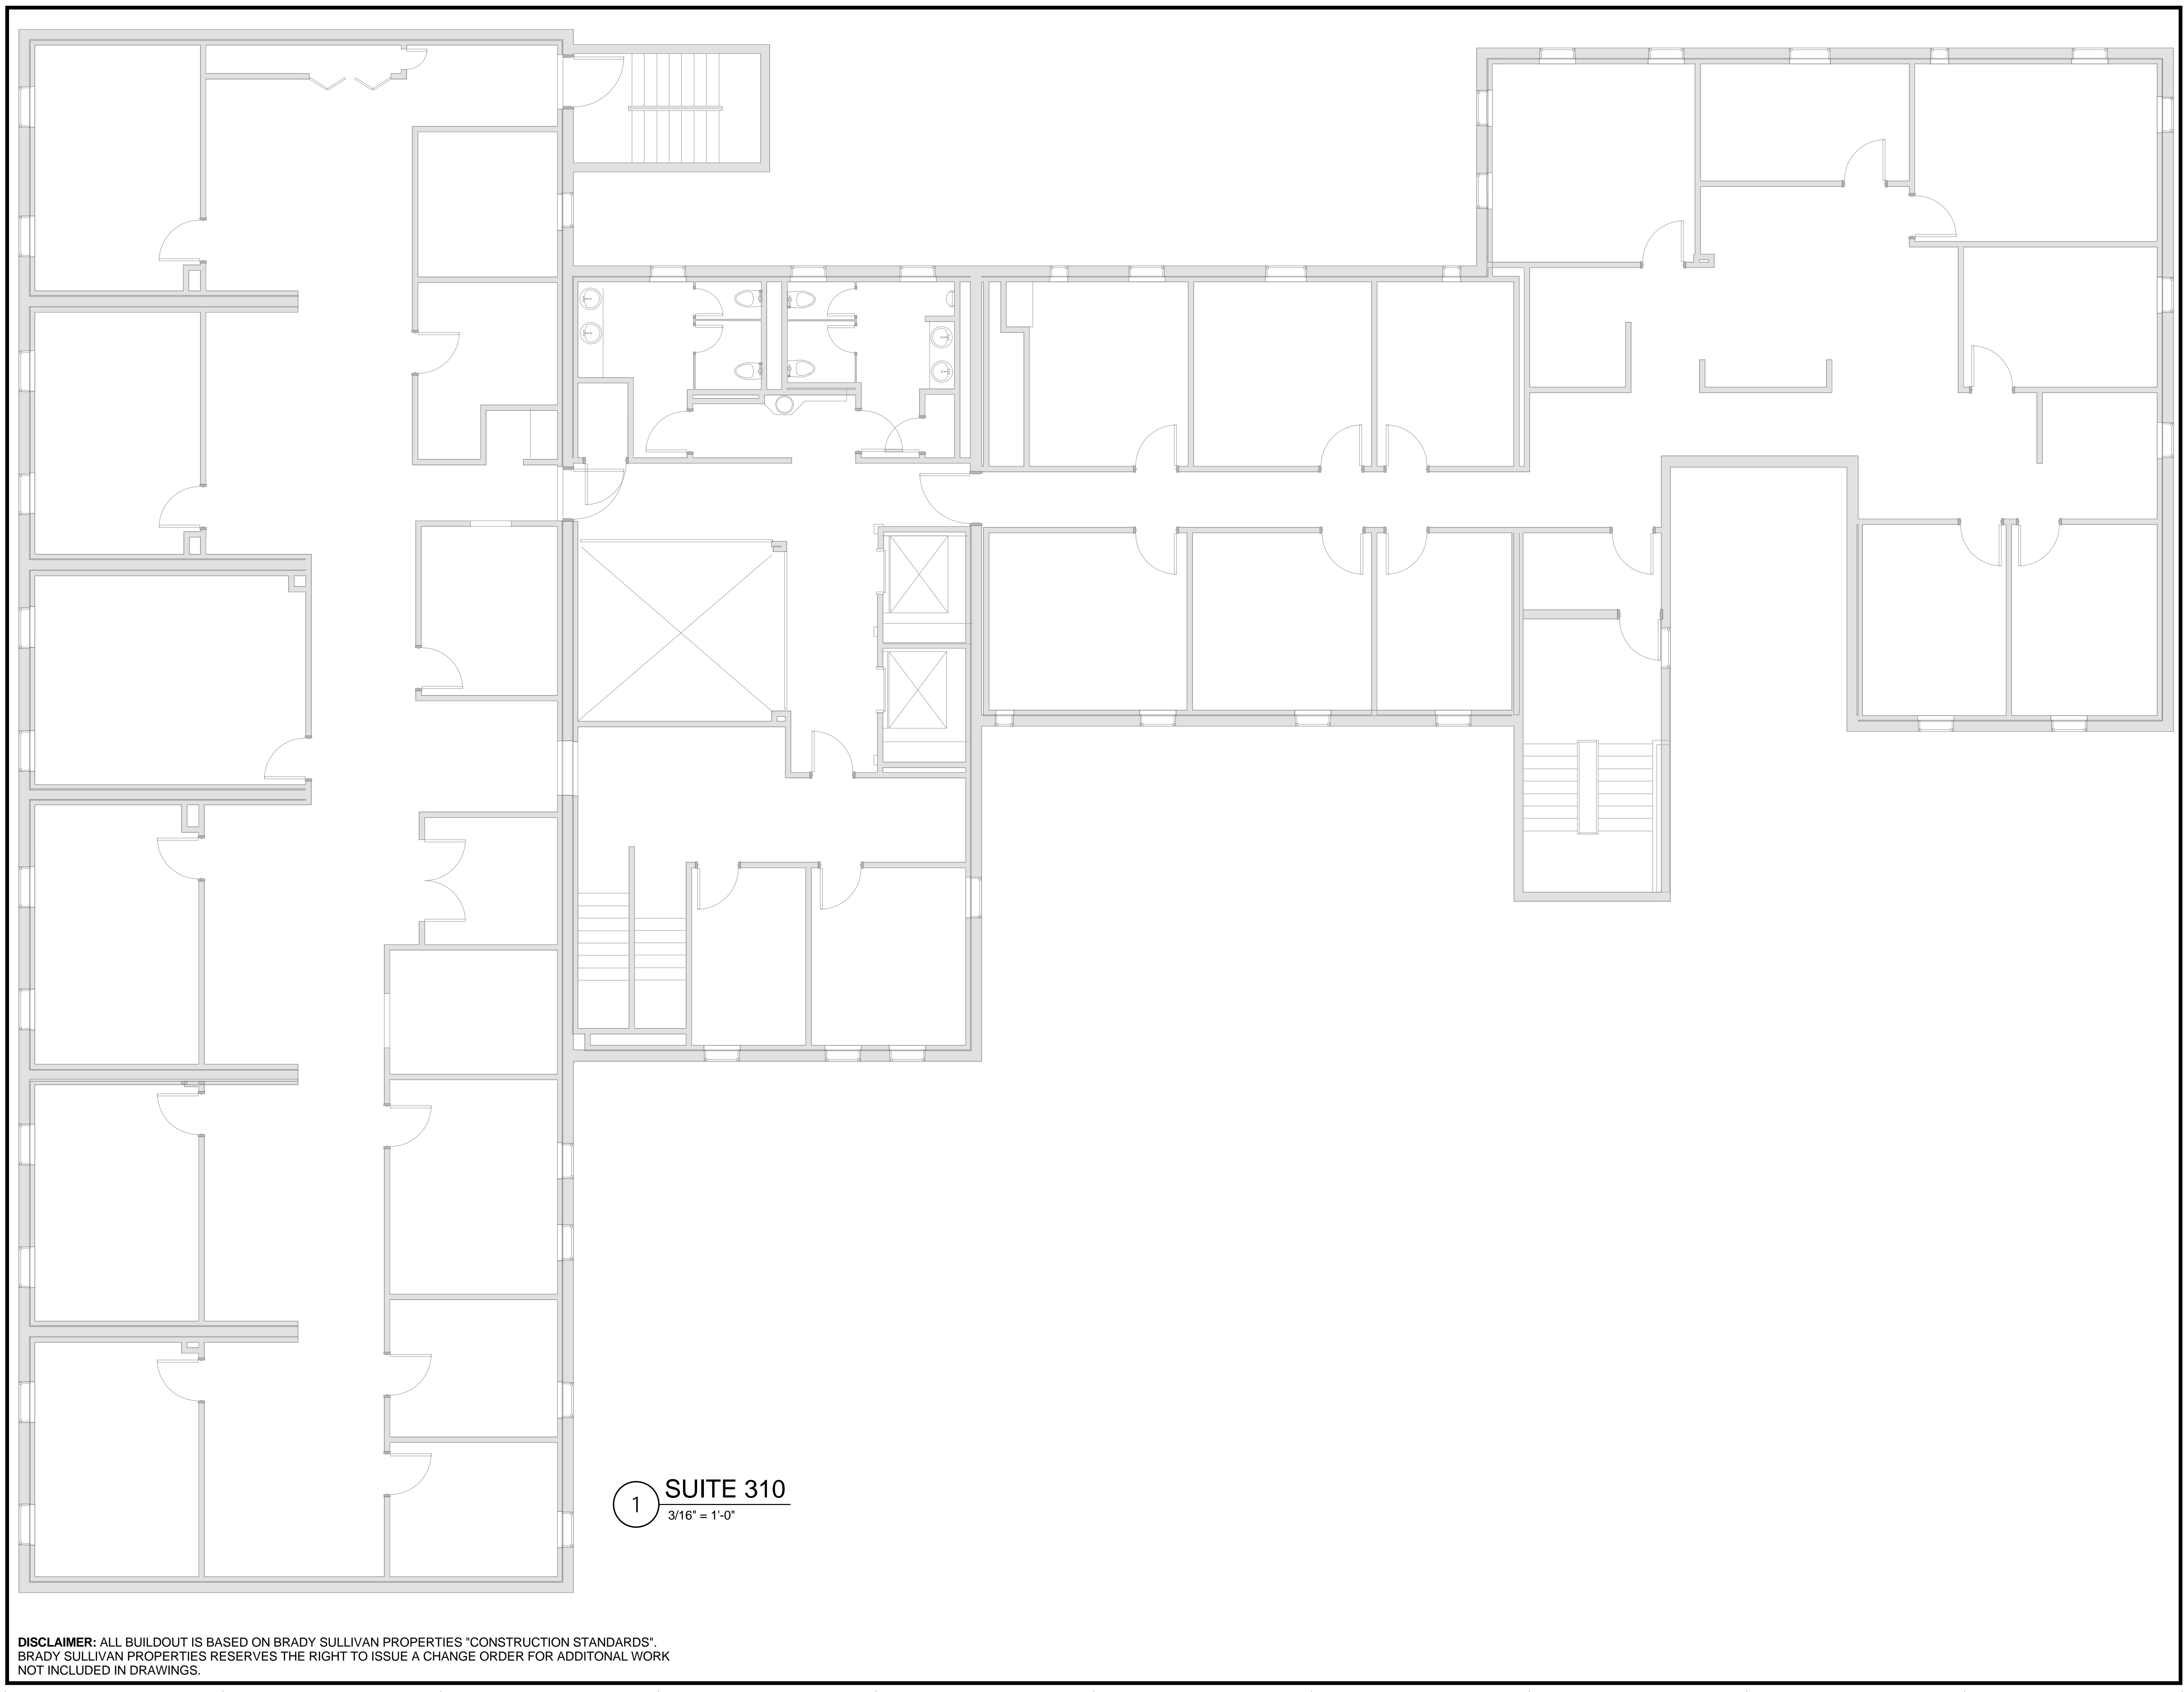 1
SUITE 310
3/16" = 1'-0"
DISCLAIMER: ALL BUILDOUT IS BASED ON BRADY SULLIVAN PROPERTIES "CONSTRUCTION STANDARDS".
BRADY SULLIVAN PROPERTIES RESERVES THE RIGHT TO ISSUE A CHANGE ORDER FOR ADDITONAL WORK
NOT INCLUDED IN DRAWINGS.